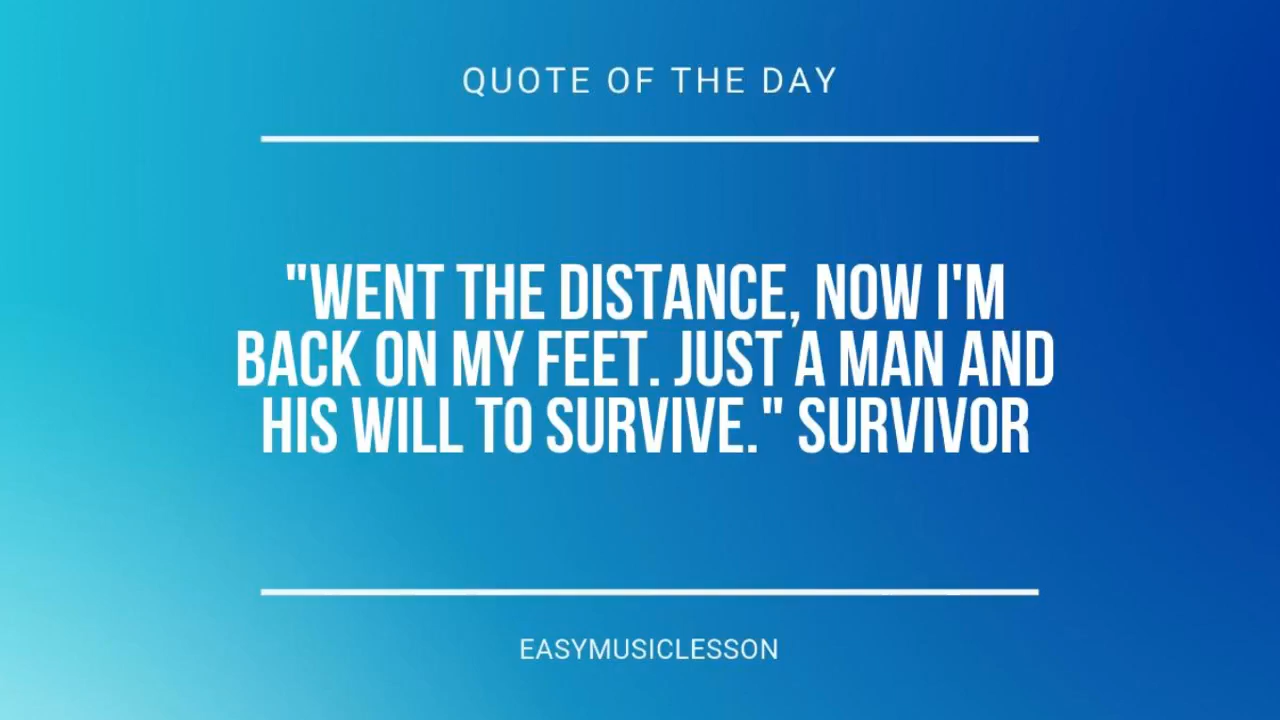 QUOTE OF THE DAY
"WENT THE DISTANCE, NOW I'M
BACK ON MY FEET. JUST A MAN AND
HIS WILL TO SURVIVE." SURVIVOR
EASYMUSICLESSON